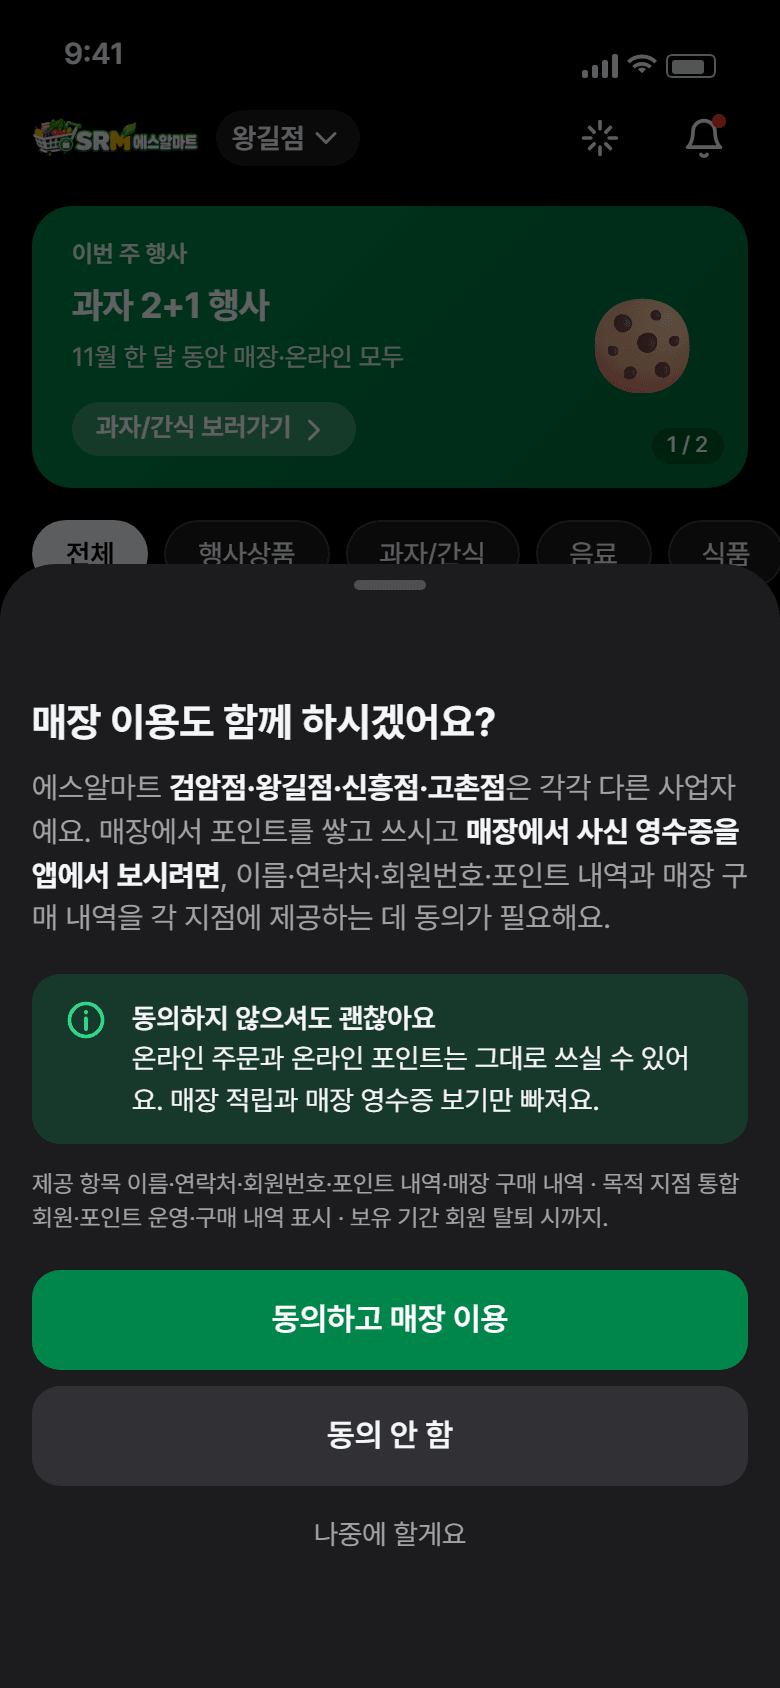 9:41
SRM 에스알마트
왕길점
이번 주 행사
과자 2+1 행사
11월 한 달 동안 매장·온라인 모두
과자/간식 보러가기
1 / 2
전체
행사상품
과자/간식
음료
식품
매장 이용도 함께 하시겠어요?
에스알마트 검암점·왕길점·신흥점·고촌점은 각각 다른 사업자
예요. 매장에서 포인트를 쌓고 쓰시고 매장에서 사신 영수증을
앱에서 보시려면, 이름·연락처·회원번호·포인트 내역과 매장 구
매 내역을 각 지점에 제공하는 데 동의가 필요해요.
동의하지 않으셔도 괜찮아요
온라인 주문과 온라인 포인트는 그대로 쓰실 수 있어
요. 매장 적립과 매장 영수증 보기만 빠져요.
제공 항목 이름·연락처·회원번호·포인트 내역·매장 구매 내역 · 목적 지점 통합
회원·포인트 운영·구매 내역 표시 · 보유 기간 회원 탈퇴 시까지.
동의하고 매장 이용
동의 안 함
나중에 할게요